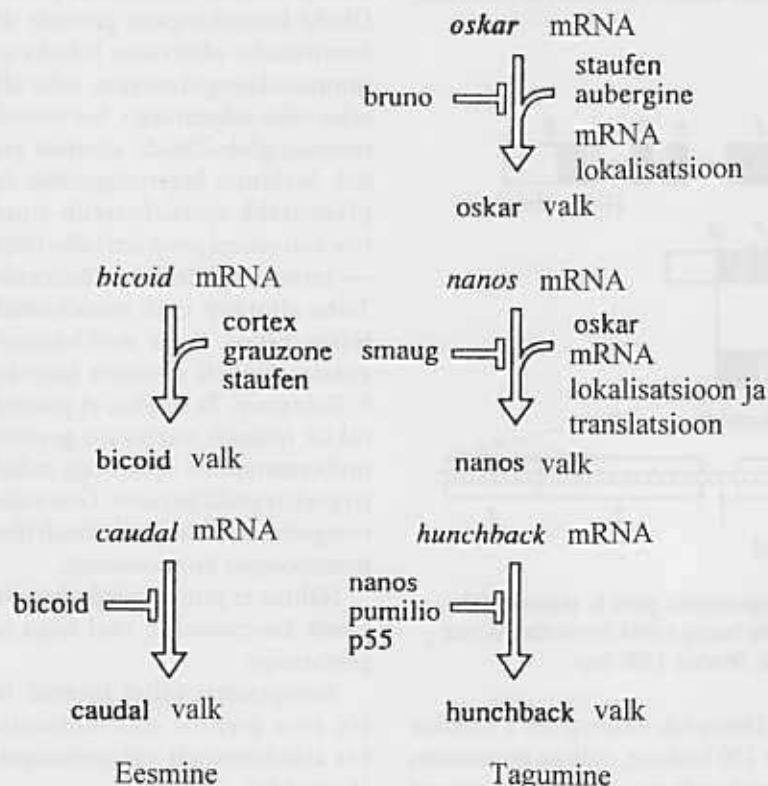 oskar mRNA
bruno
staufen
aubergine
mRNA
lokalisatsioon
oskar valk
bicoid mRNA
cortex
grauzone
staufen
bicoid valk
nanos mRNA
smaug
oskar
mRNA
lokalisatsioon ja
translatsioon
nanos valk
caudal mRNA
bicoid
caudal valk
Eesmine
hunchback mRNA
nanos
pumilio
p55
hunchback valk
Tagumine